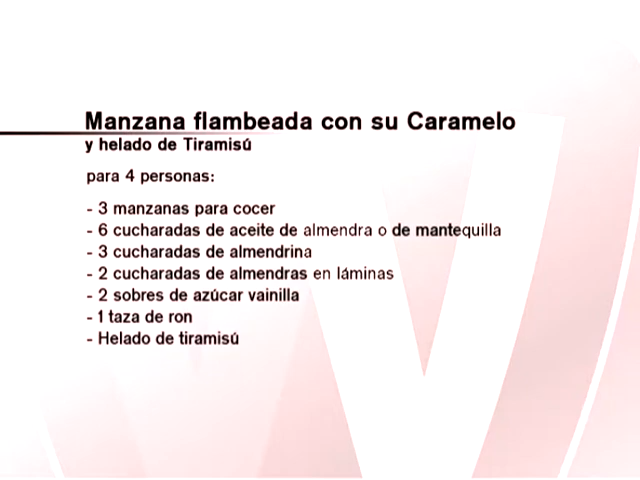 Manzana flambeada con su Caramelo
y helado de Tiramisú
para 4 personas:
- 3 manzanas para cocer
- 6 cucharadas de aceite de almendra o de mantequilla
- 3 cucharadas de almendrina
- 2 cucharadas de almendras en láminas
- 2 sobres de azúcar vainilla
- 1 taza de ron
- Helado de tiramisú